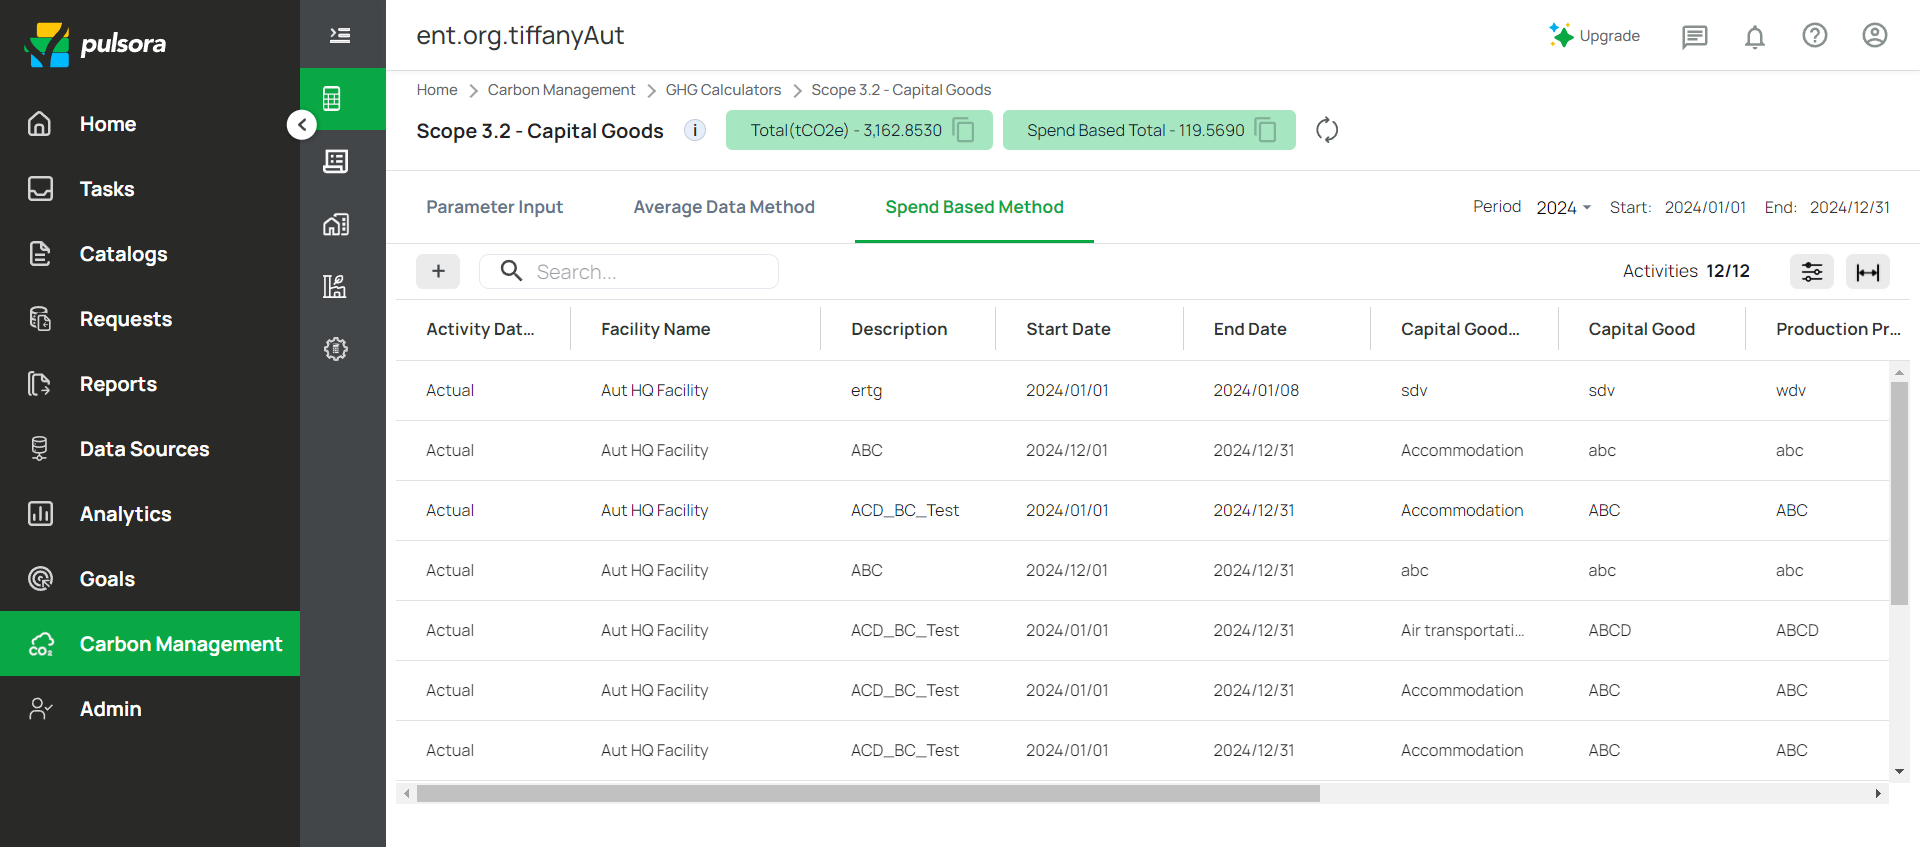 pulsora
Home
Tasks
Catalogs
Requests
Reports
Data Sources
Analytics
Goals
CO₂
Carbon Management
Admin
ent.org.tiffanyAut
Upgrade
Home > Carbon Management > GHG Calculators > Scope 3.2 - Capital Goods
Scope 3.2 - Capital Goods i Total(tCO2e) - 3,162.8530 Spend Based Total - 119.5690
Parameter Input Average Data Method Spend Based Method Period 2024 Start: 2024/01/01 End: 2024/12/31
+ Search... Activities 12/12
Activity Dat... Facility Name Description Start Date End Date Capital Good... Capital Good Production Pr...
Actual Aut HQ Facility ertg 2024/01/01 2024/01/08 sdv sdv wdv
Actual Aut HQ Facility ABC 2024/12/01 2024/12/31 Accommodation abc abc
Actual Aut HQ Facility ACD_BC_Test 2024/01/01 2024/12/31 Accommodation ABC ABC
Actual Aut HQ Facility ABC 2024/12/01 2024/12/31 abc abc abc
Actual Aut HQ Facility ACD_BC_Test 2024/01/01 2024/12/31 Air transportati... ABCD ABCD
Actual Aut HQ Facility ACD_BC_Test 2024/01/01 2024/12/31 Accommodation ABC ABC
Actual Aut HQ Facility ACD_BC_Test 2024/01/01 2024/12/31 Accommodation ABC ABC